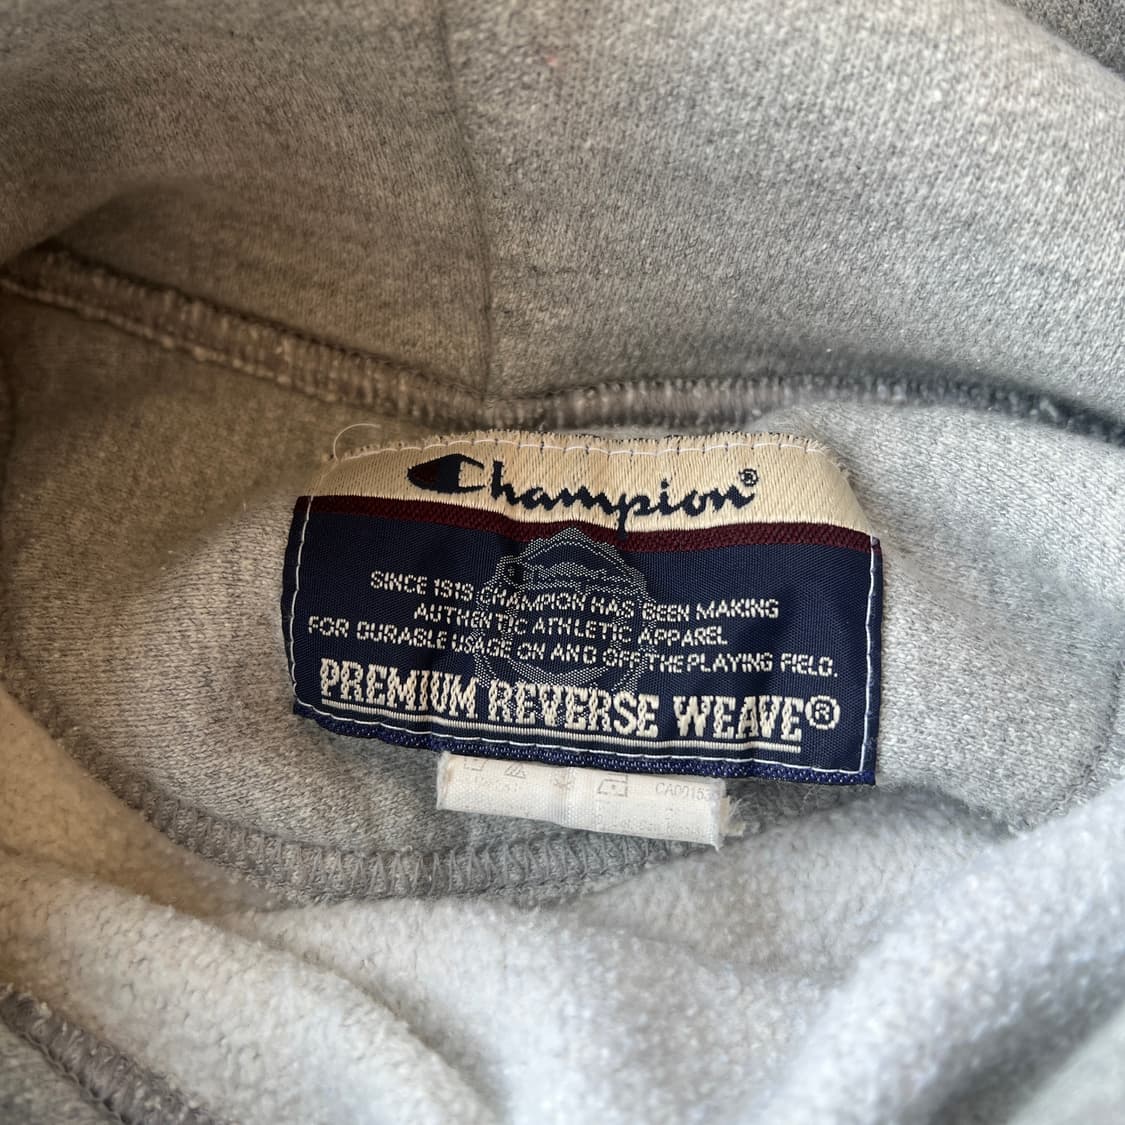 Champion®
SINCE 1919 CHAMPION HAS BEEN MAKING
AUTHENTIC ATHLETIC APPAREL
FOR DURABLE USAGE ON AND OFF THE PLAYING FIELD.
PREMIUM REVERSE WEAVE®